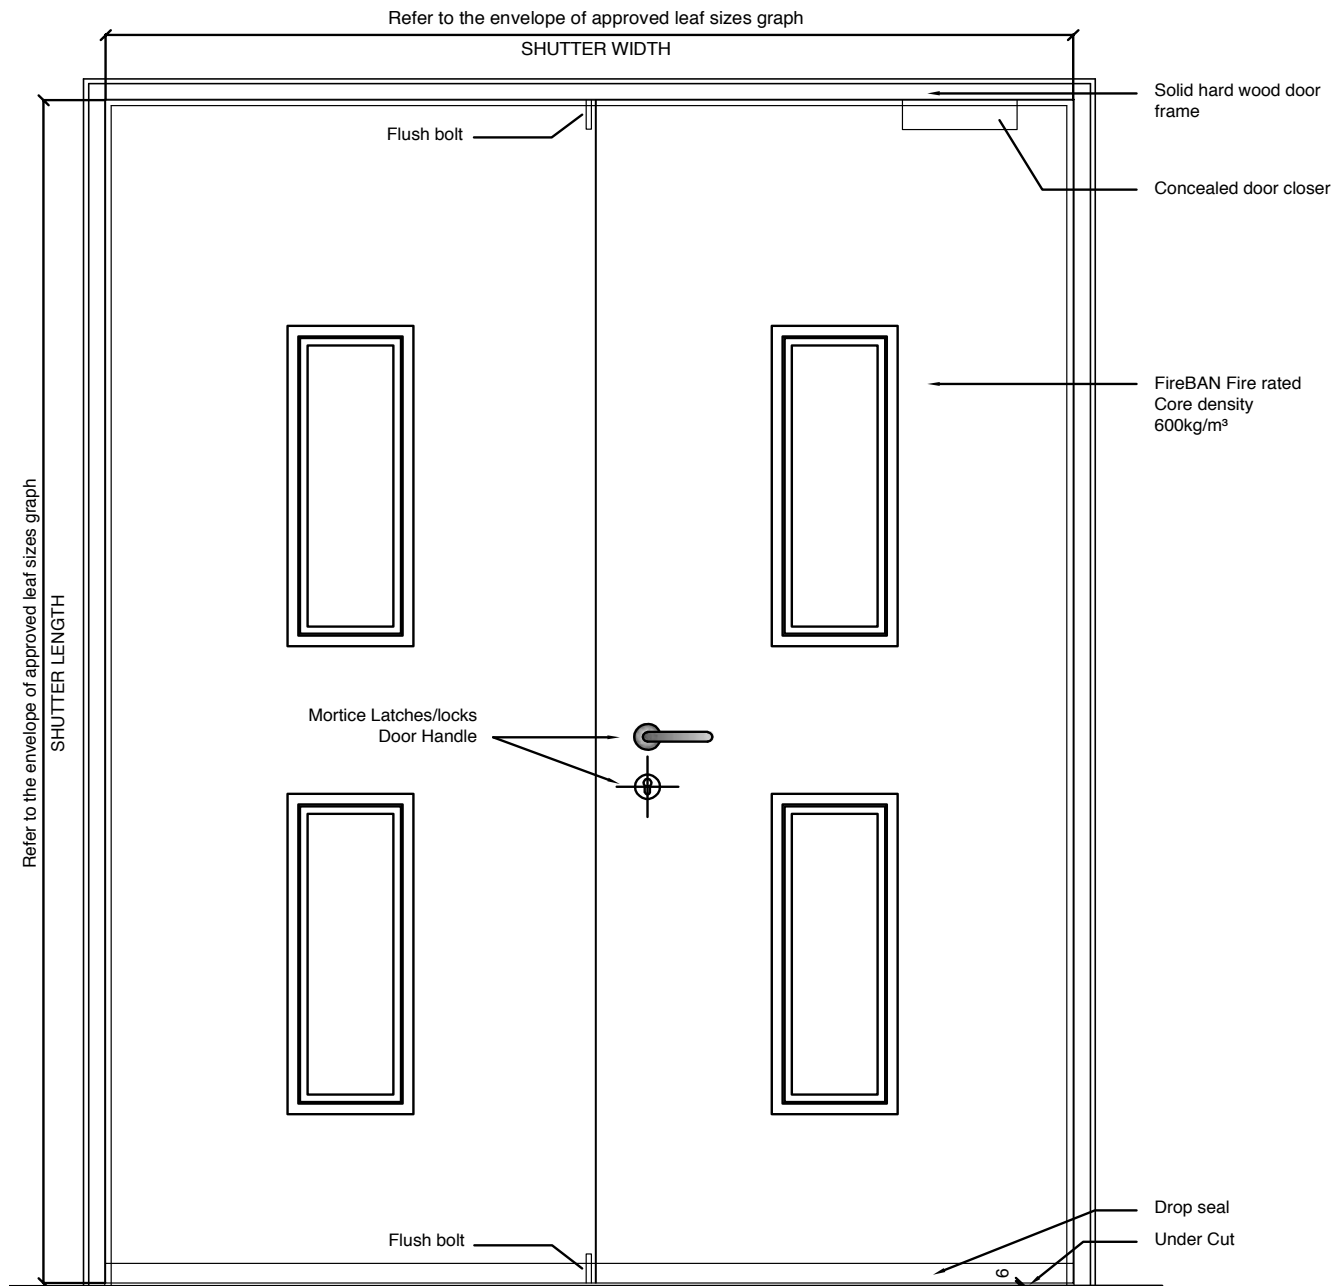 Refer to the envelope of approved leaf sizes graph
SHUTTER WIDTH
Solid hard wood door
frame
Flush bolt
Concealed door closer
FireBAN Fire rated
Core density
600kg/m³
Refer to the envelope of approved leaf sizes graph
SHUTTER LENGTH
Mortice Latches/locks
Door Handle
Drop seal
Flush bolt
Under Cut
6